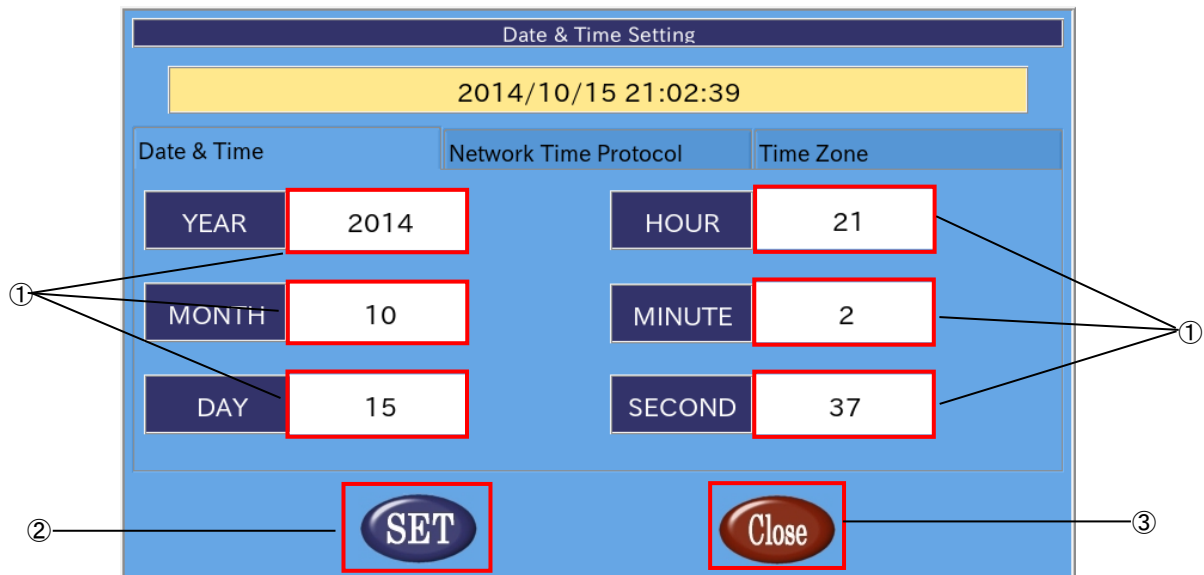 Date & Time Setting
2014/10/15 21:02:39
Date & Time Network Time Protocol Time Zone
YEAR 2014 HOUR 21
① MONTH 10 MINUTE 2 ①
DAY 15 SECOND 37
② SET Close ③